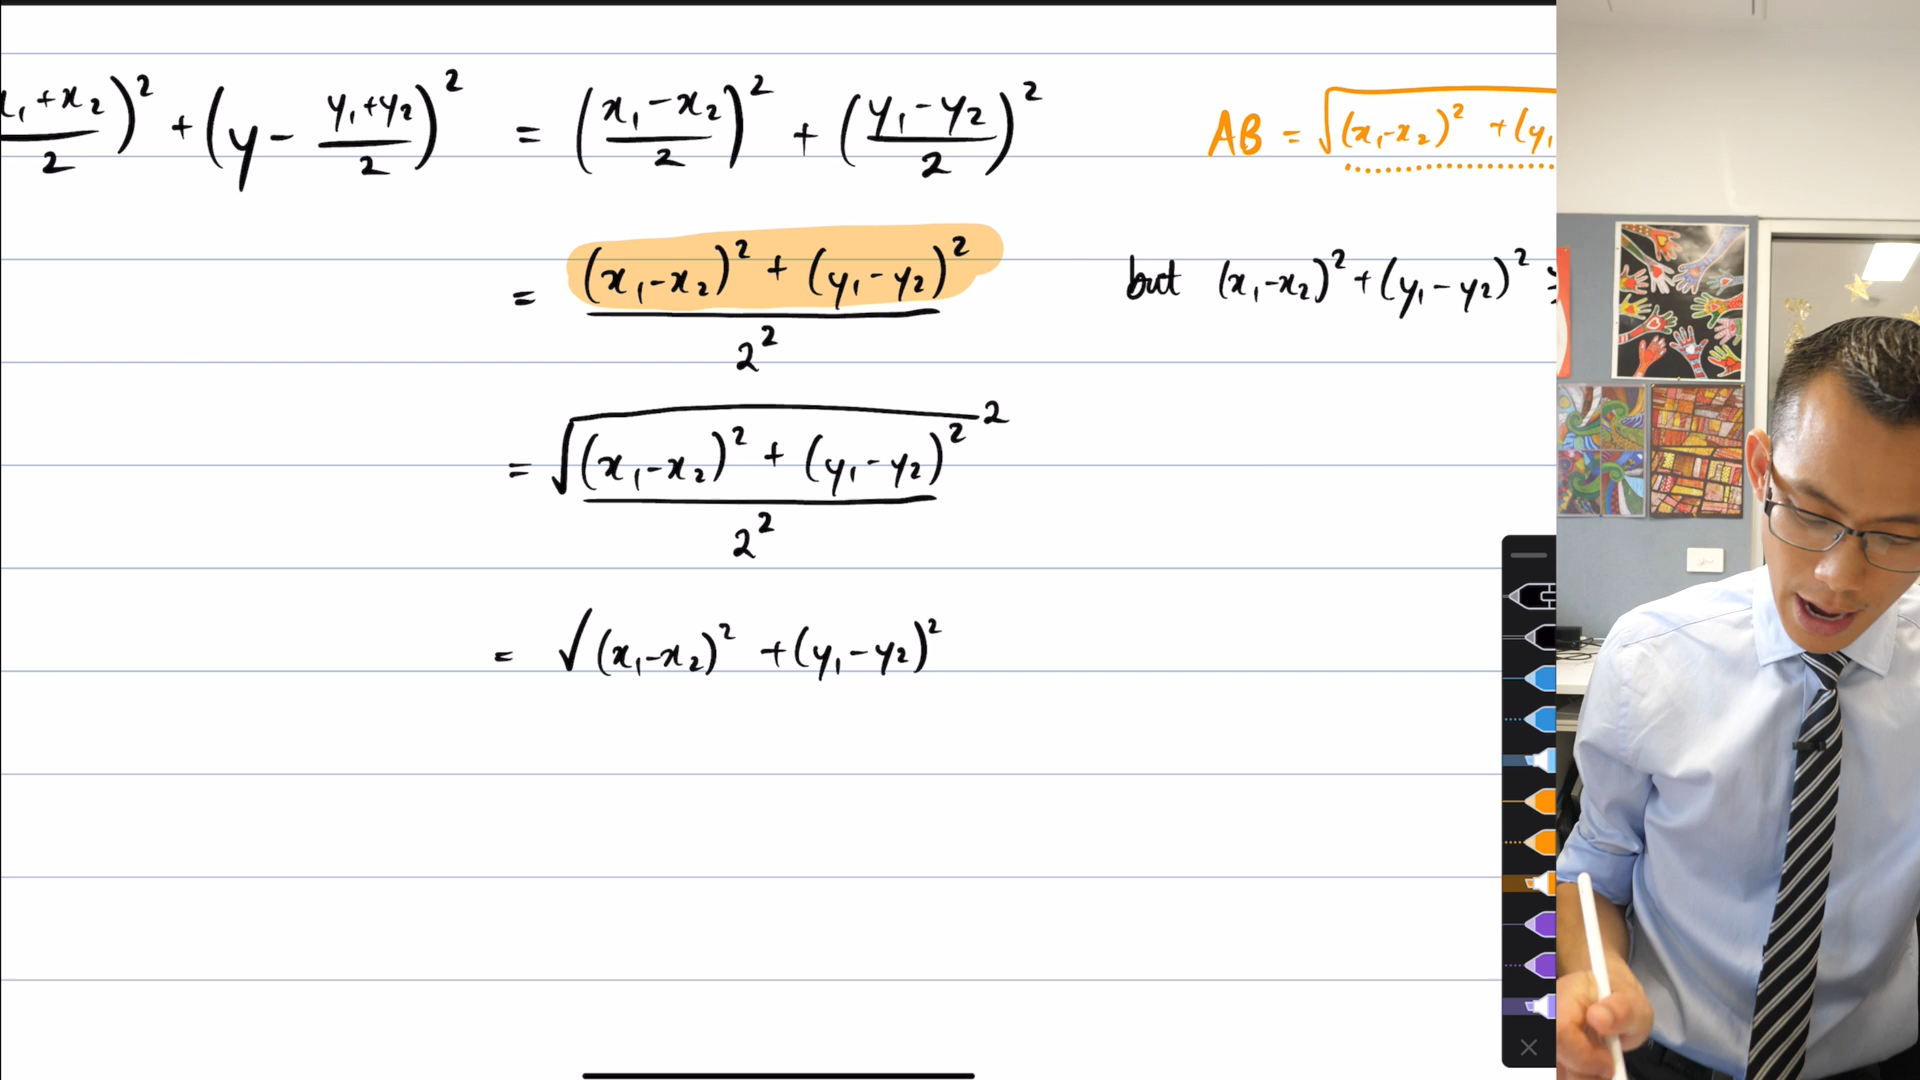 x₁+x₂/2)² + (y - y₁+y₂/2)² = (x₁-x₂/2)² + (y₁-y₂/2)²
AB = √(x₁-x₂)² + (y₁
= (x₁-x₂)² + (y₁-y₂)²/2²
but (x₁-x₂)² + (y₁-y₂)² ≥
= √(x₁-x₂)² + (y₁-y₂)²²/2²
= √(x₁-x₂)² + (y₁-y₂)²